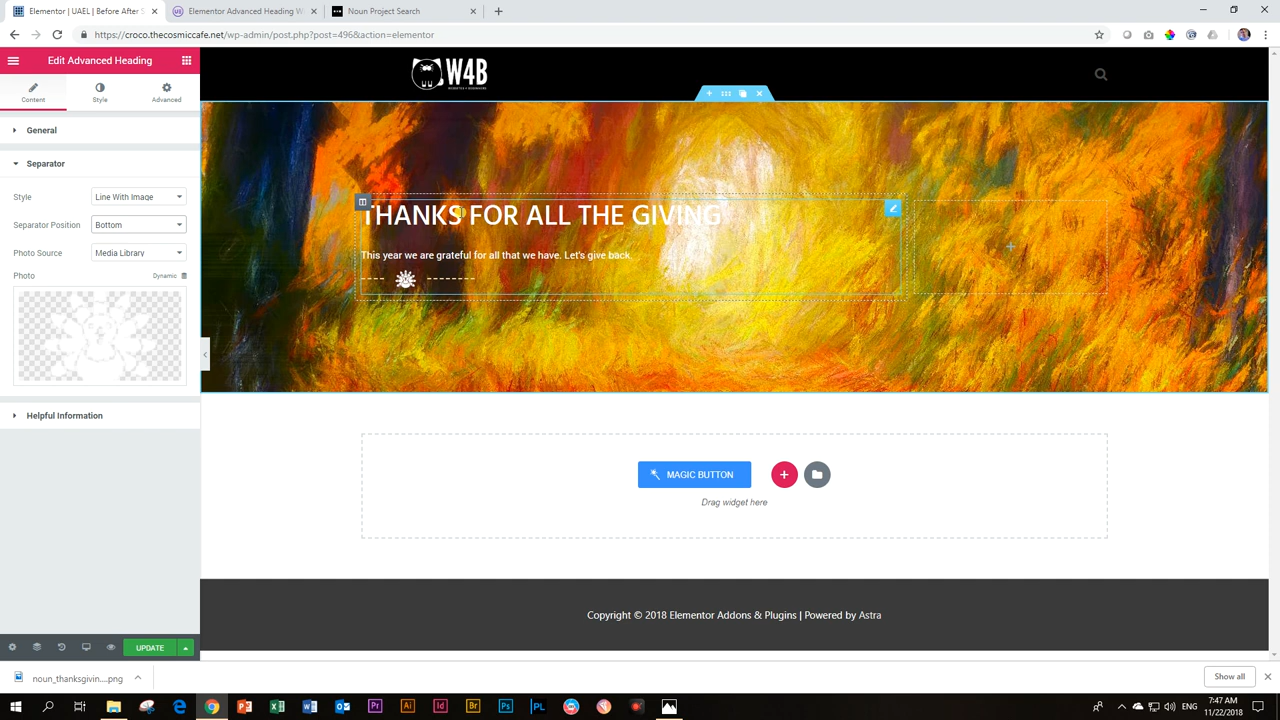 Elementor | UAEL | Before After S
Elementor Advanced Heading W
Noun Project Search
https://croco.thecosmiccafe.com/wp-admin/post.php?post=496&action=elementor
Edit Advanced Heading
Content
Style
Advanced
General
Separator
Style
Line With Image
Separator Position
Bottom
Photo Source
Media Library
Photo
Dynamic
Helpful Information
UPDATE
W4B
THANKS FOR ALL THE GIVING
This year we are grateful for all that we have. Let's give back.
MAGIC BUTTON
Drag widget here
Copyright © 2018 Elementor Addons & Plugins | Powered by Astra
noun_thanksgivin....png
Show all
ENG
7:47 AM
11/22/2018